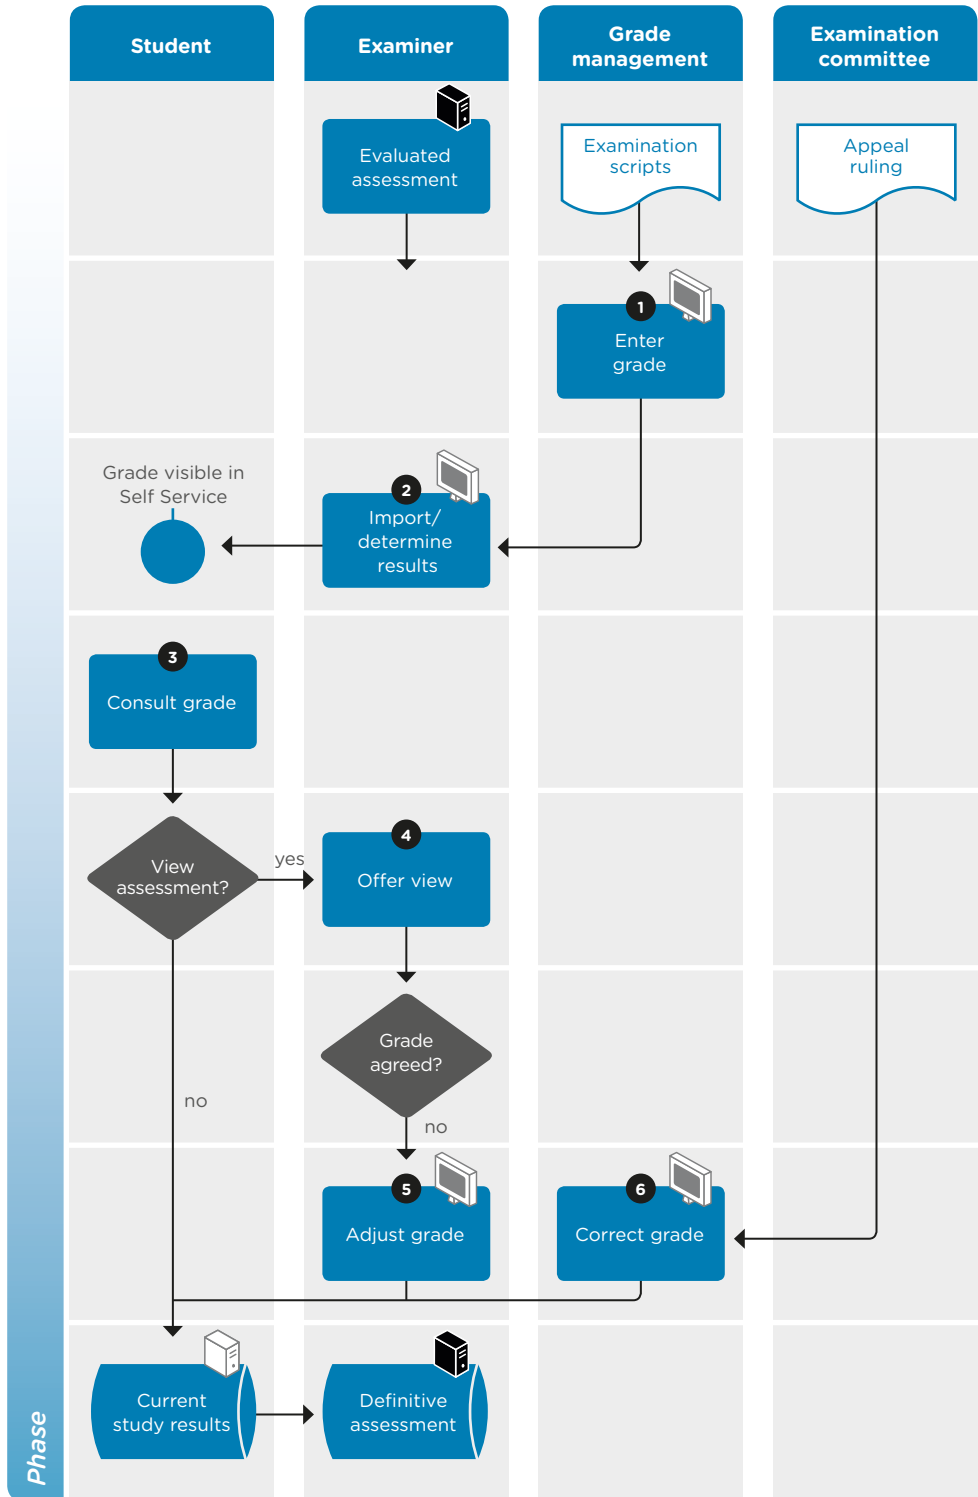 Student
Examiner
Grade
management
Examination
committee
Evaluated
assessment
Examination
scripts
Appeal
ruling
1
Enter
grade
Grade visible in
Self Service
2
Import/
determine
results
3
Consult grade
View
assessment?
yes
4
Offer view
Grade
agreed?
no
no
5
Adjust grade
6
Correct grade
Current
study results
Definitive
assessment
Phase